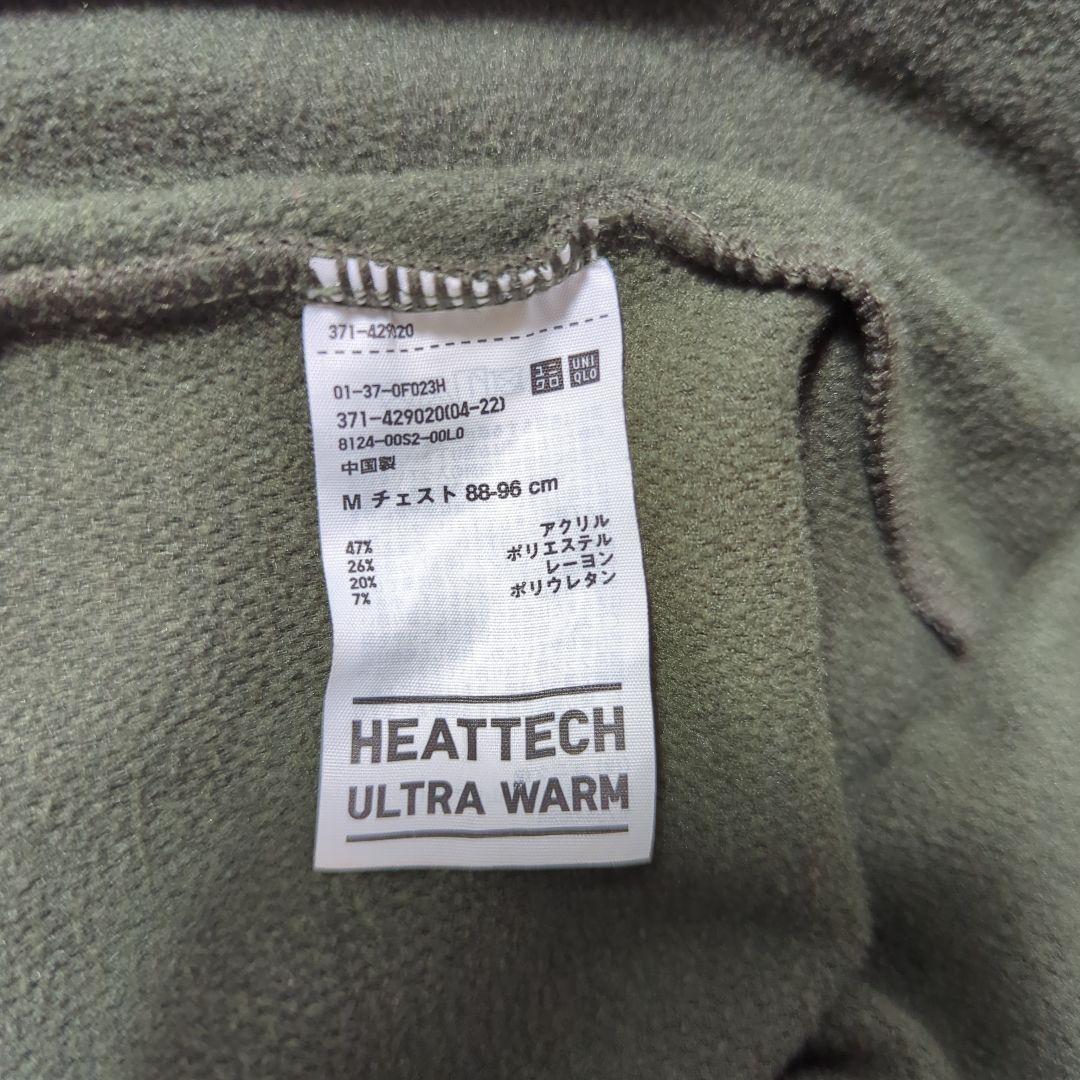 371-429020
ユニ
クロ
UNI
QLO
01-37-0F023H
371-429020(04-22)
8124-00S2-00L0
中国製
M チェスト 88-96 cm
47% アクリル
26% ポリエステル
20% レーヨン
7% ポリウレタン
HEATTECH
ULTRA WARM